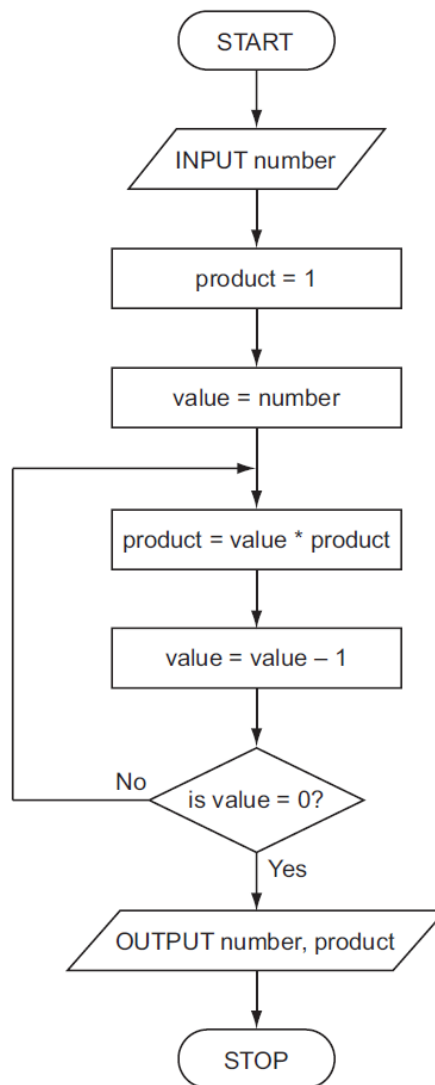 START
INPUT number
product = 1
value = number
product = value * product
value = value – 1
No
is value = 0?
Yes
OUTPUT number, product
STOP